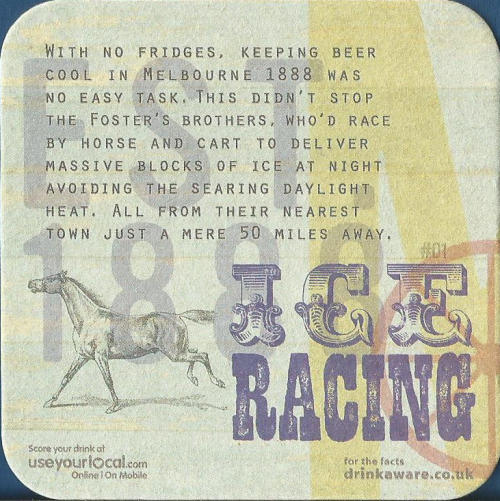 WITH NO FRIDGES, KEEPING BEER
COOL IN MELBOURNE 1888 WAS
NO EASY TASK. THIS DIDN'T STOP
THE FOSTER'S BROTHERS, WHO'D RACE
BY HORSE AND CART TO DELIVER
MASSIVE BLOCKS OF ICE AT NIGHT
AVOIDING THE SEARING DAYLIGHT
HEAT. ALL FROM THEIR NEAREST
TOWN JUST A MERE 50 MILES AWAY.
EST.
1888
#01
ICE
RACING
Score your drink at
useyourlocal.com
Online | On Mobile
for the facts
drinkaware.co.uk